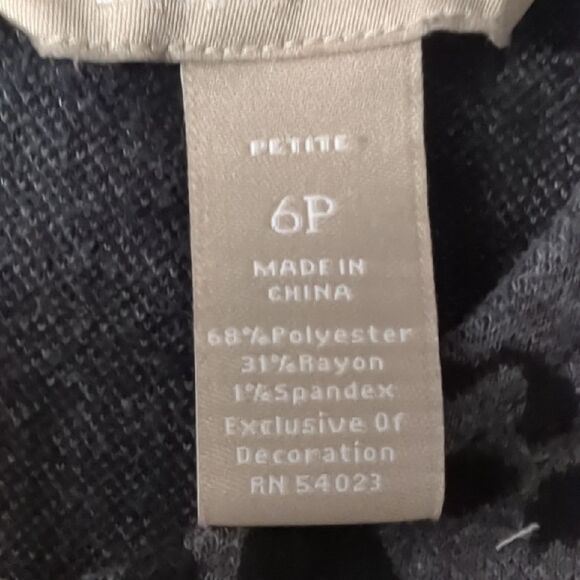 PETITE
6P
MADE IN
CHINA
68%Polyester
31%Rayon
1%Spandex
Exclusive Of
Decoration
RN 54023